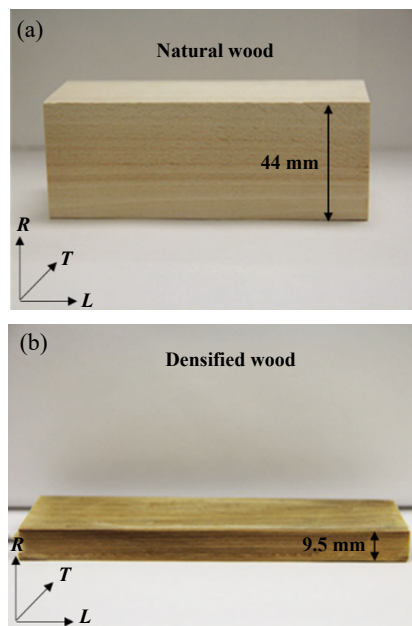 (a)
Natural wood
44 mm
R
T
L
(b)
Densified wood
9.5 mm
R
T
L